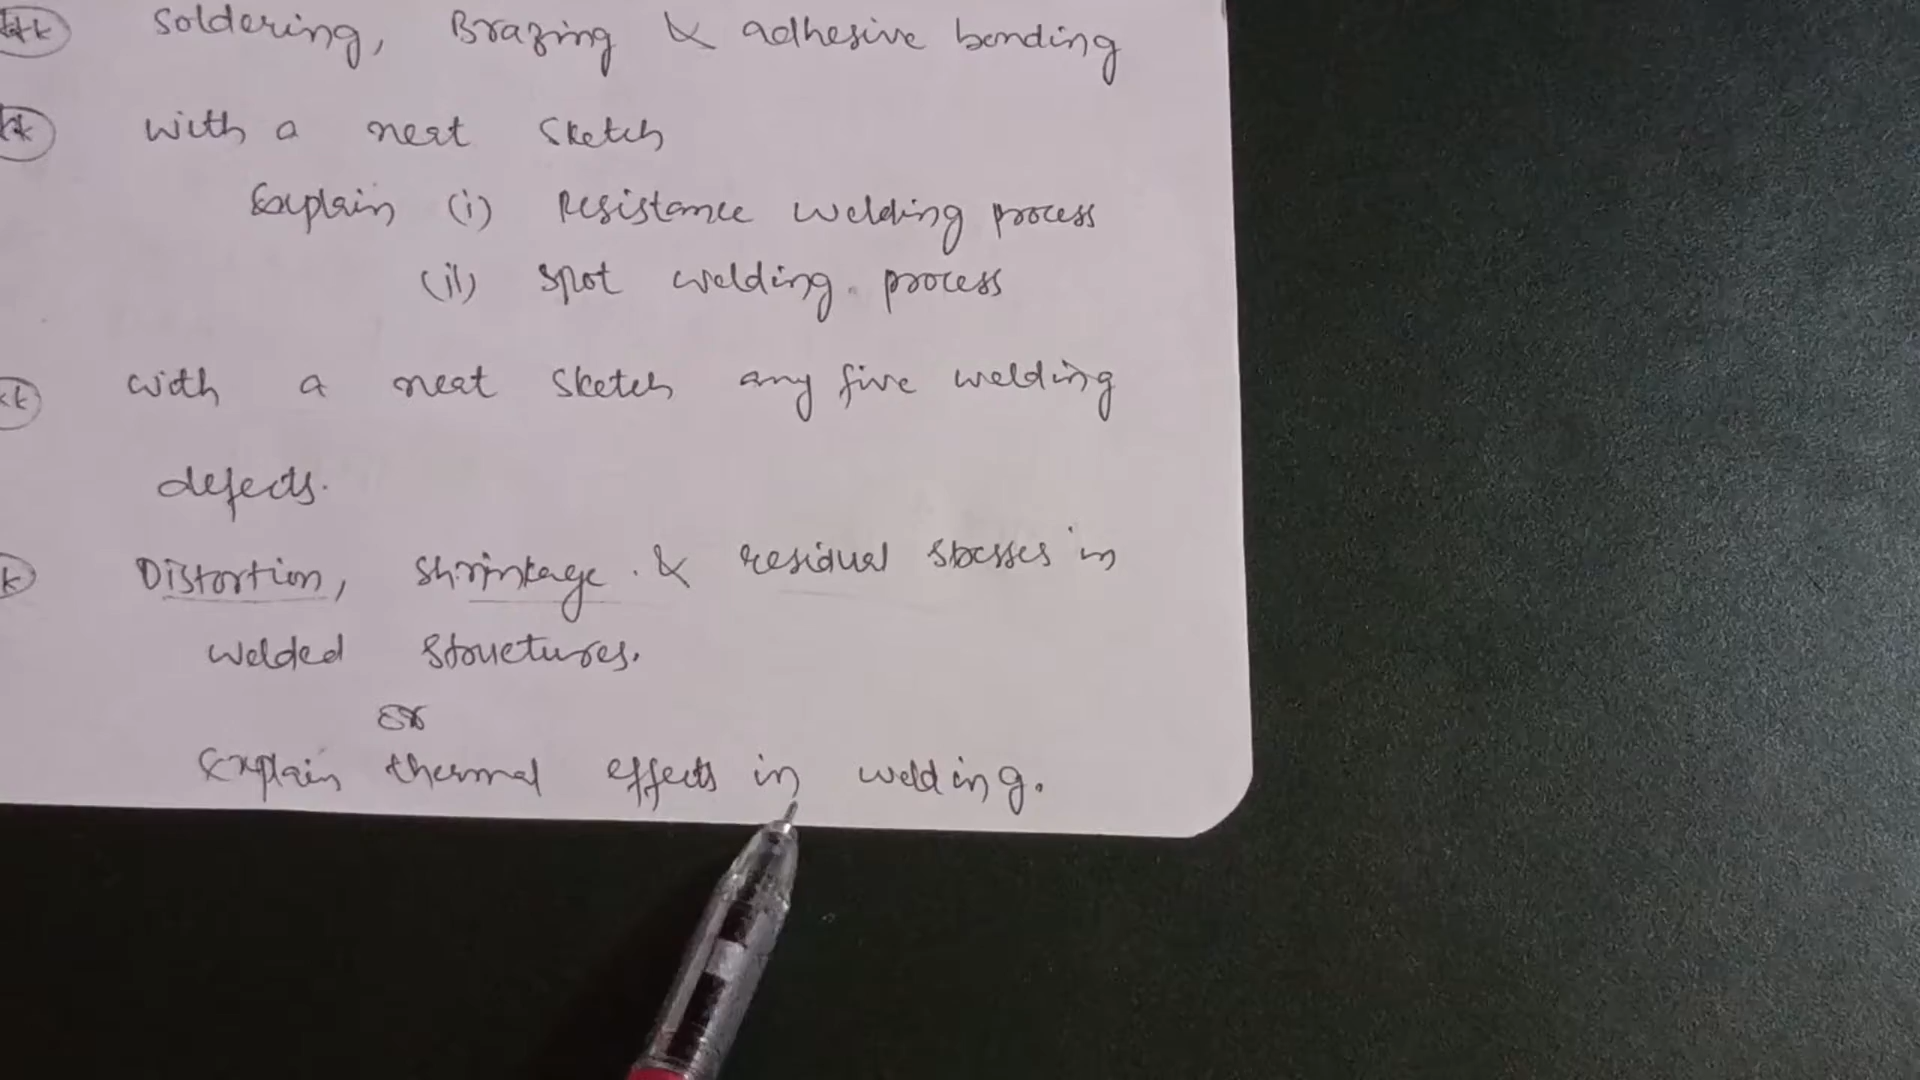 Soldering, Brazing & adhesive bonding
with a neat sketch
Explain (i) Resistance welding process
(ii) spot welding process
with a neat sketch any five welding
defects.
Distortion, shrinkage & residual stresses in
welded structures.
or
Explain thermal effects in welding.